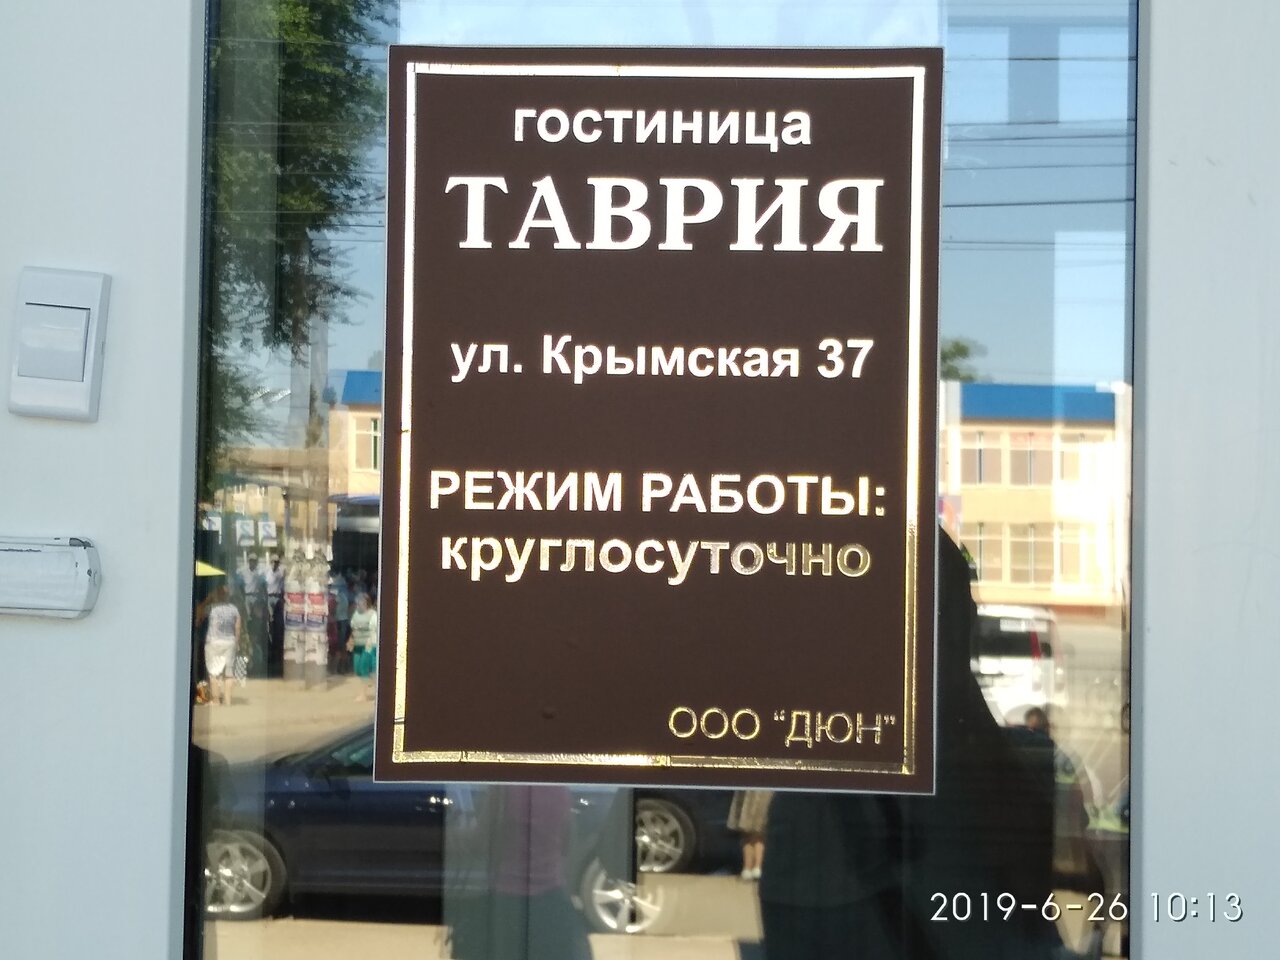 гостиница
ТАВРИЯ
ул. Крымская 37
РЕЖИМ РАБОТЫ:
круглосуточно
ООО “ДЮН”
2019-6-26 10:13